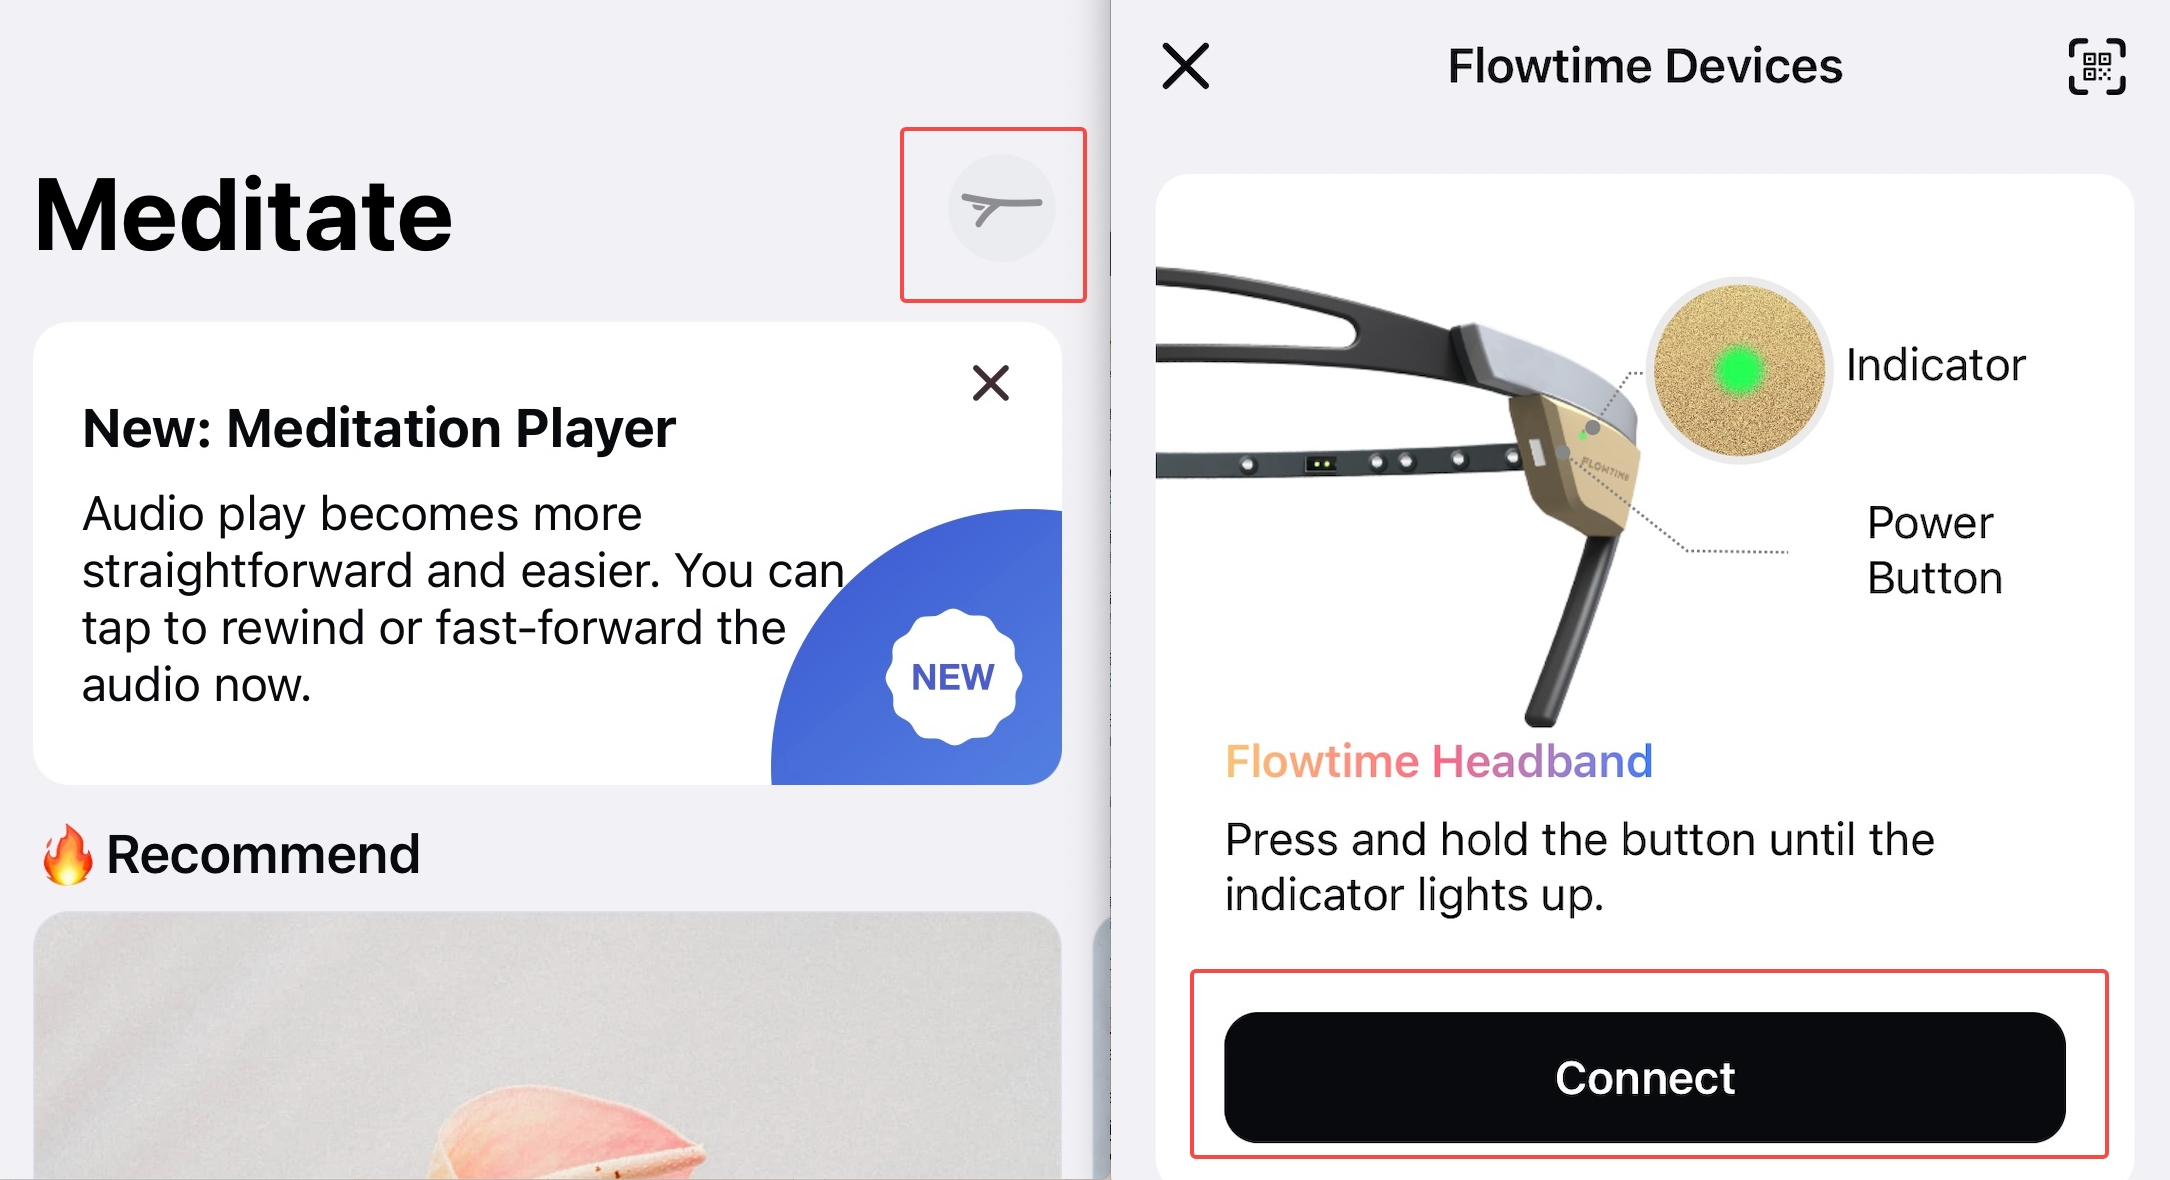 Meditate
New: Meditation Player
Audio play becomes more
straightforward and easier. You can
tap to rewind or fast-forward the
audio now.
NEW
🔥 Recommend
Flowtime Devices
Indicator
FLOWTIME
Power
Button
Flowtime Headband
Press and hold the button until the
indicator lights up.
Connect